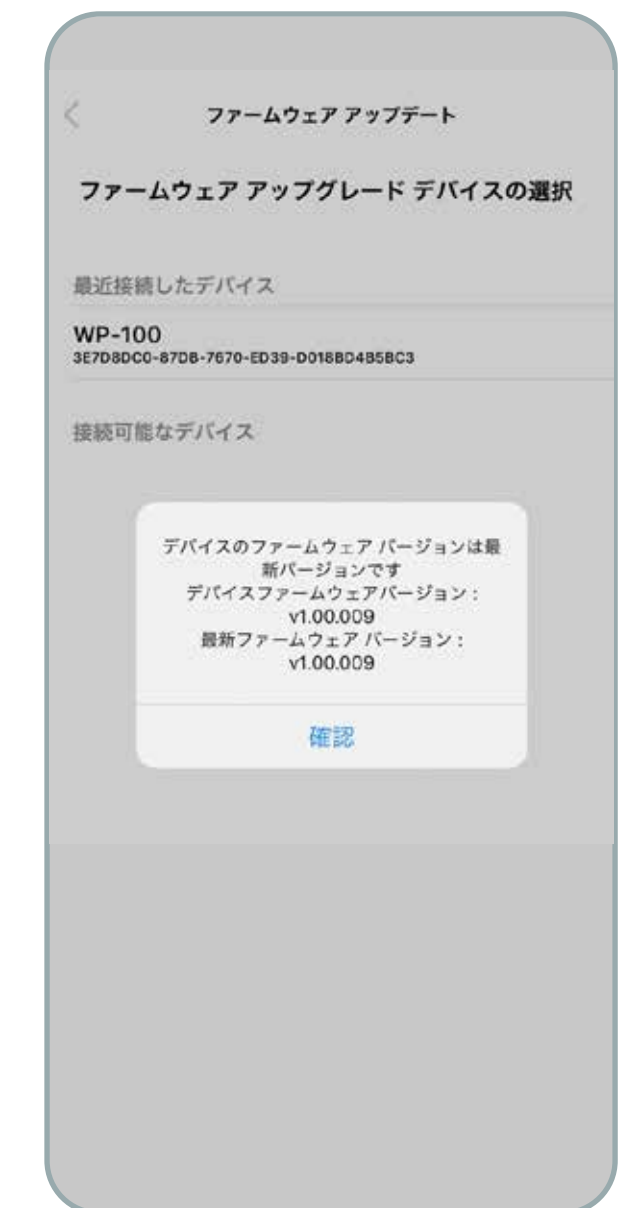 ファームウェア アップデート
ファームウェア アップグレード デバイスの選択
最近接続したデバイス
WP-100
3E7D8DC0-87DB-7670-ED39-D018BD4B5BC3
接続可能なデバイス
デバイスのファームウェア バージョンは最
新バージョンです
デバイスファームウェアバージョン：
v1.00.009
最新ファームウェア バージョン：
v1.00.009
確認